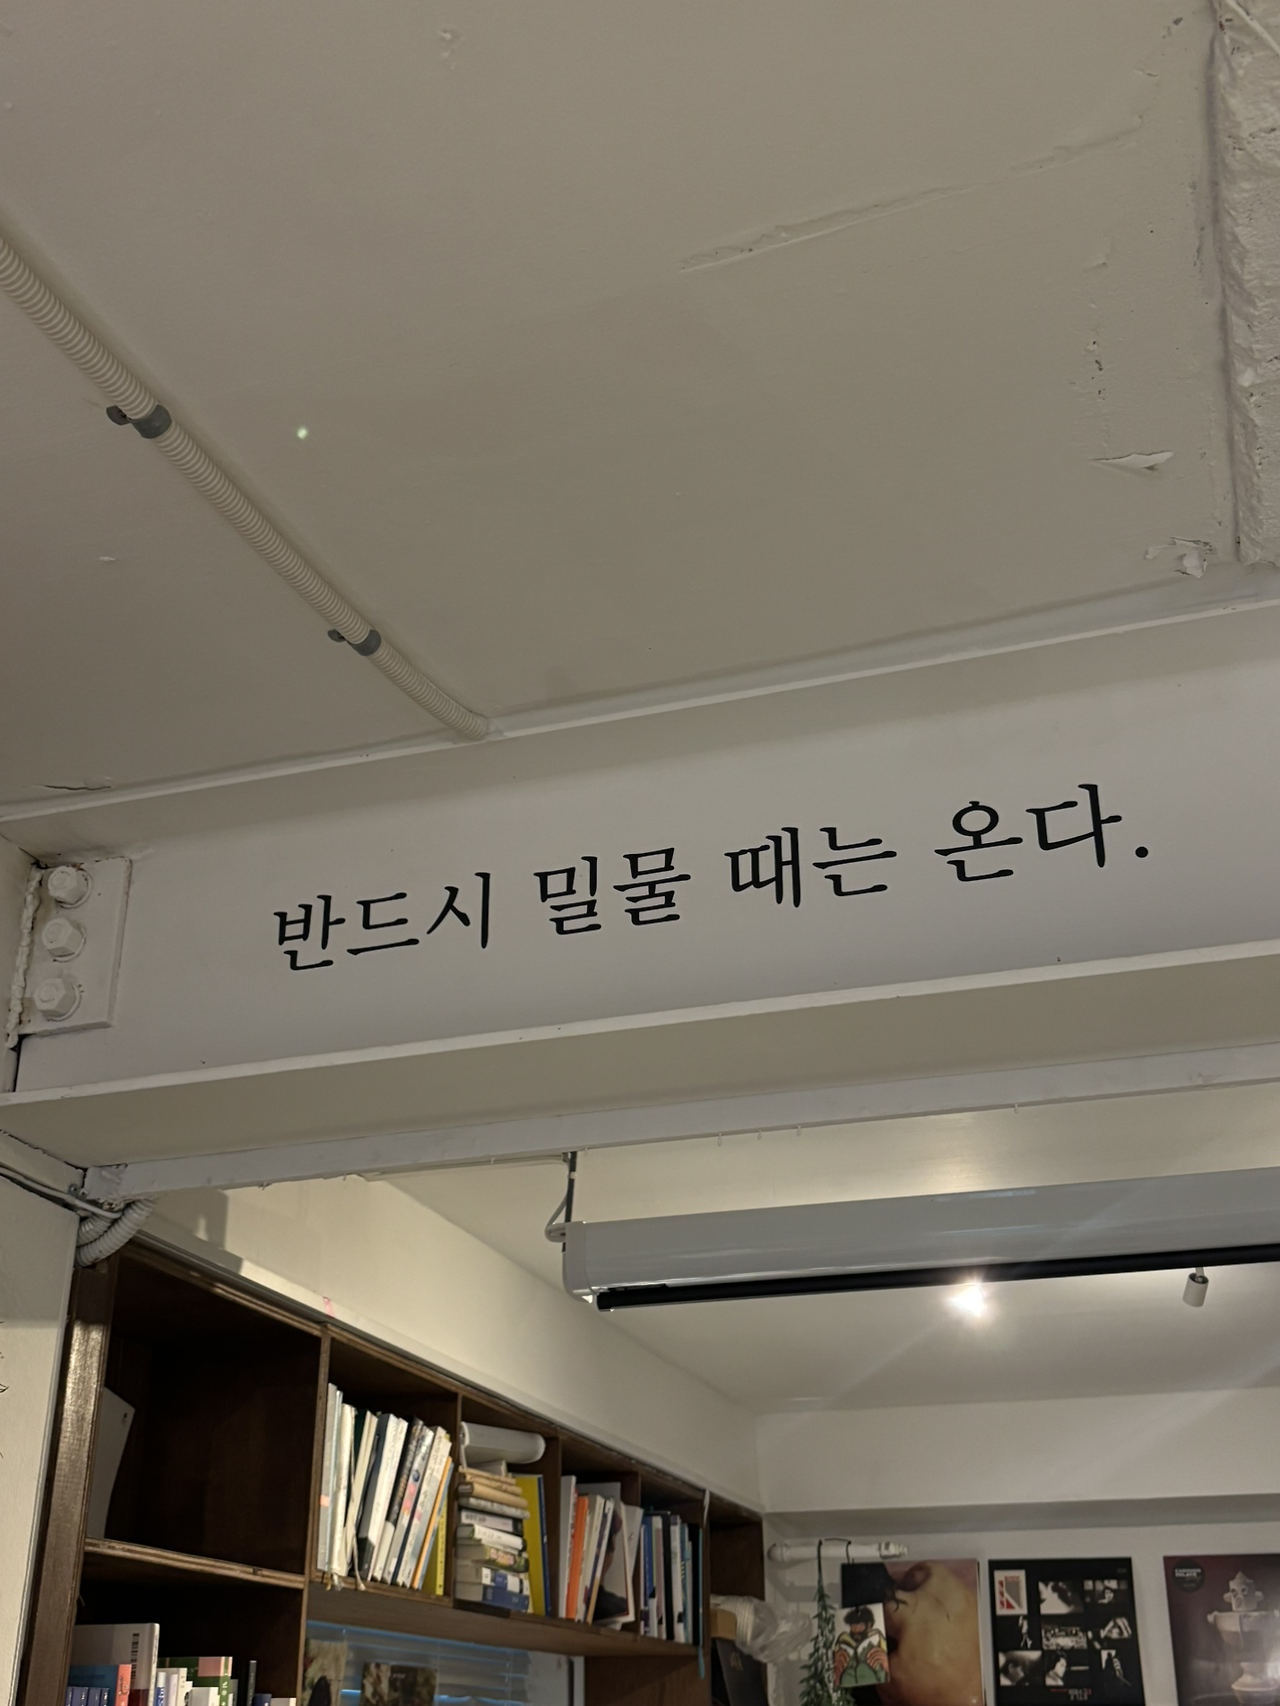 반드시 밀물 때는 온다.